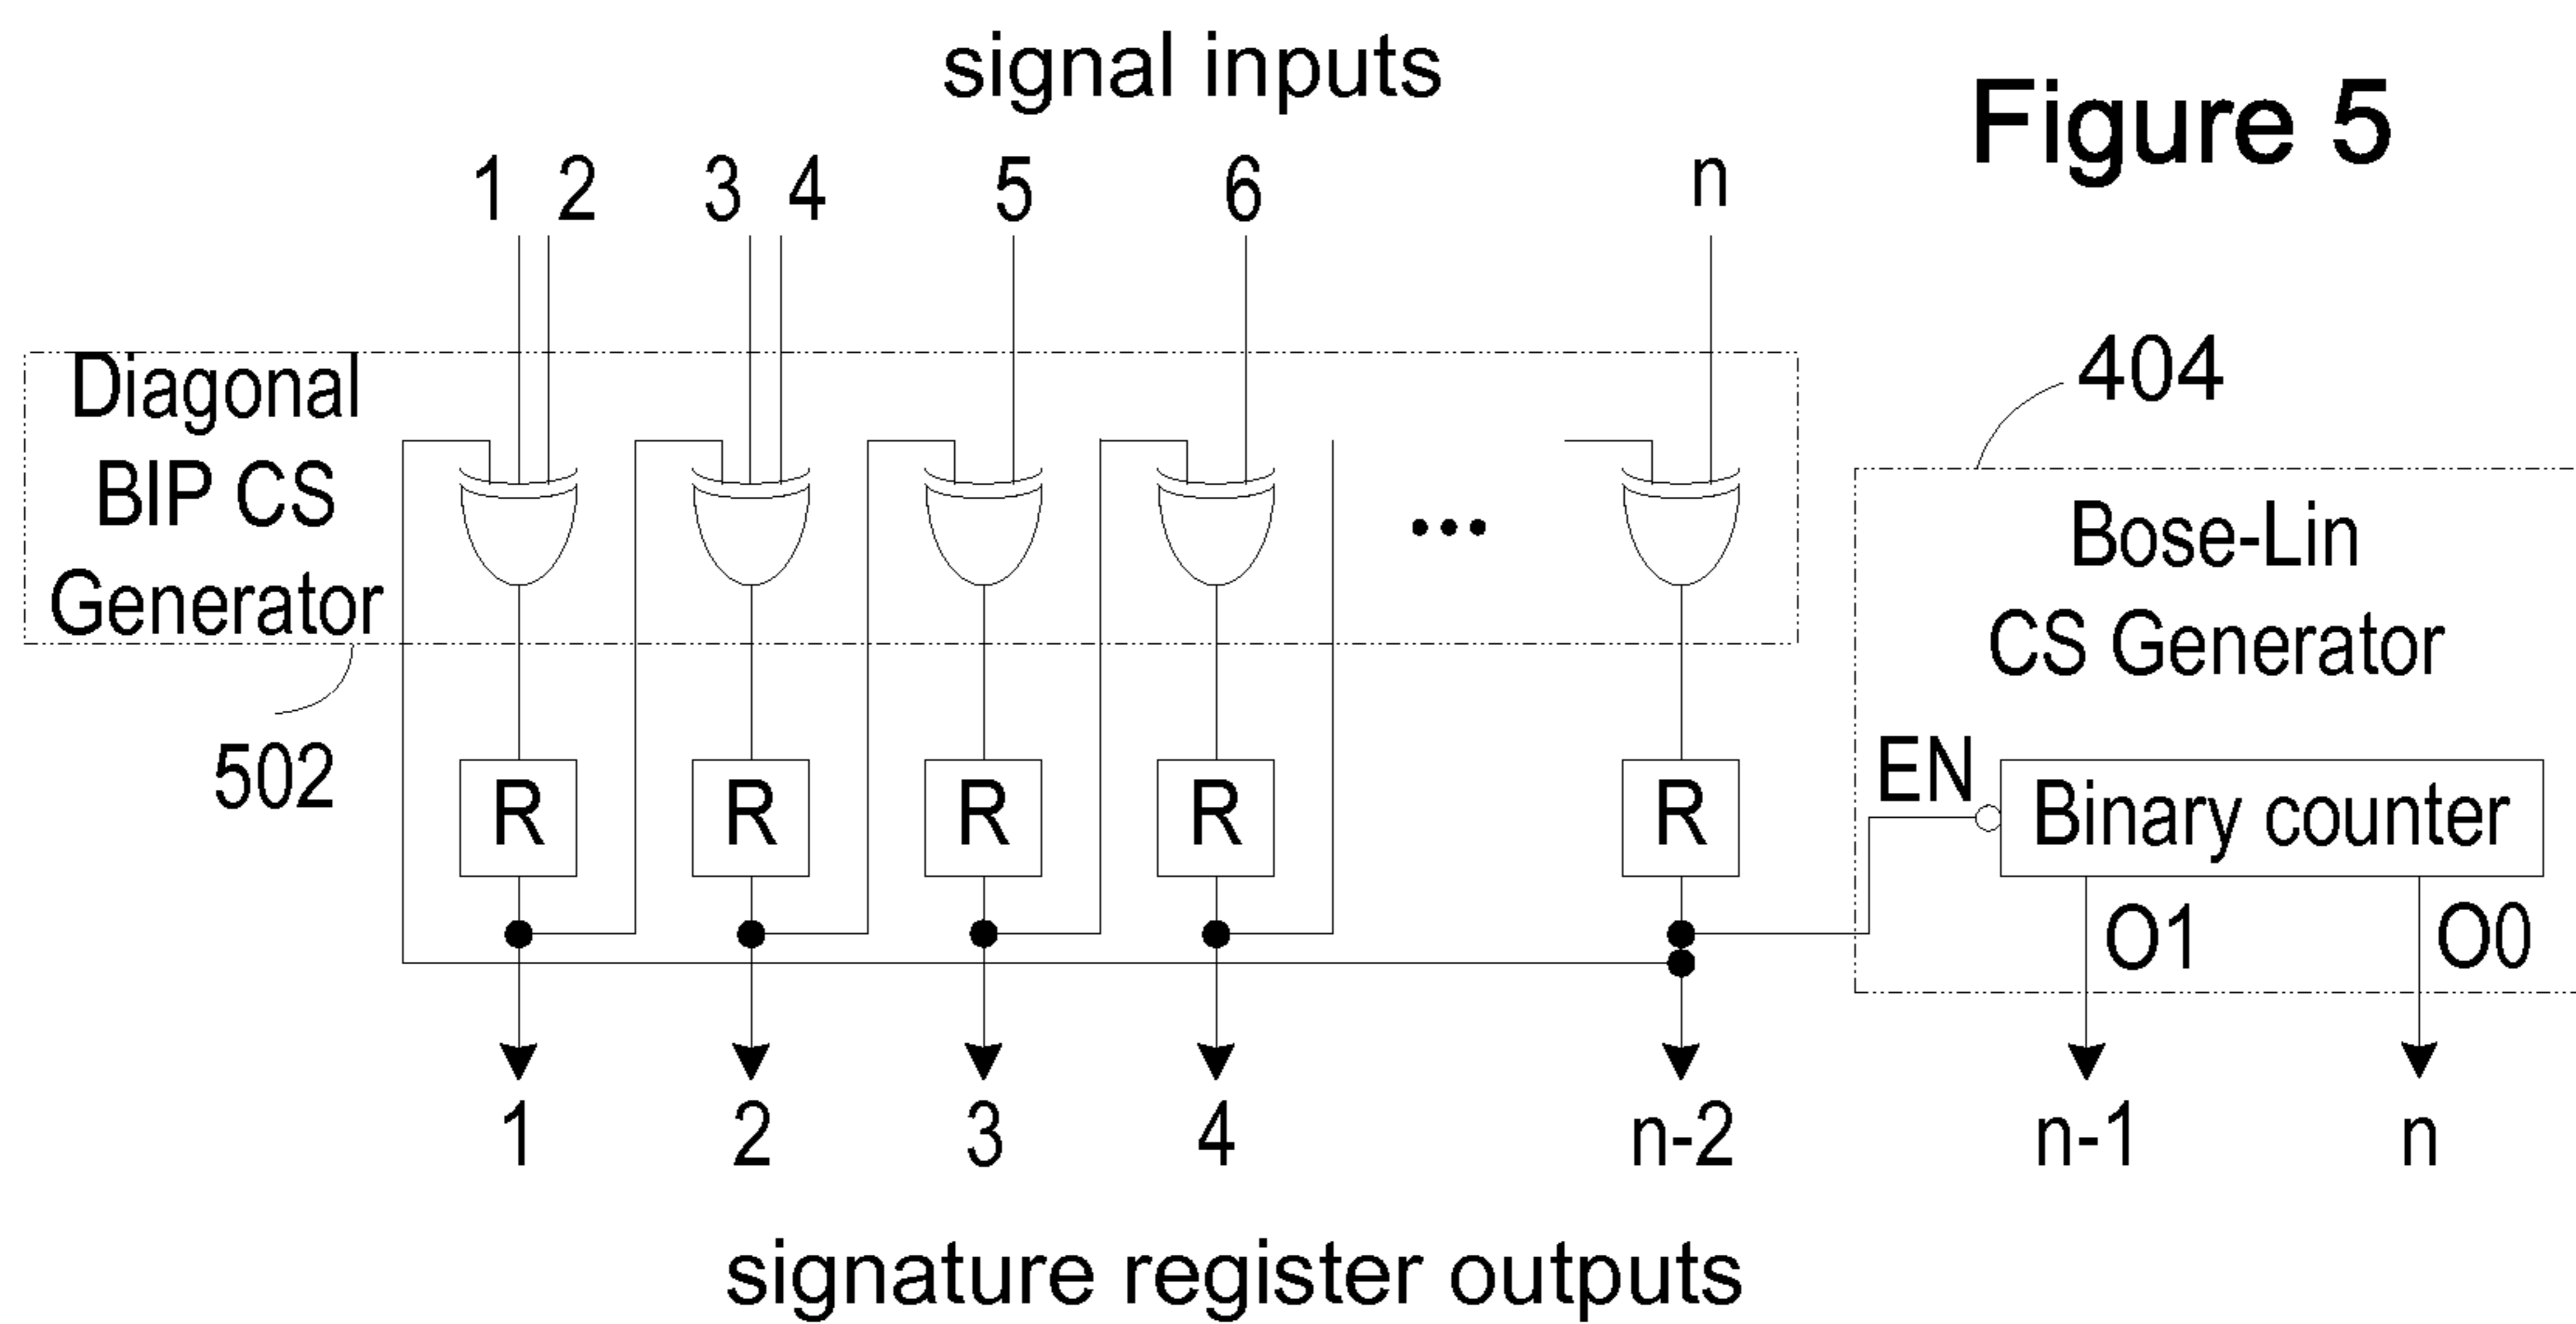 signal inputs
Figure 5
1 2 3 4 5 6 n
Diagonal
BIP CS
Generator
404
Bose-Lin
CS Generator
502
R R R R R
EN
Binary counter
O1 O0
1 2 3 4 n-2 n-1 n
signature register outputs